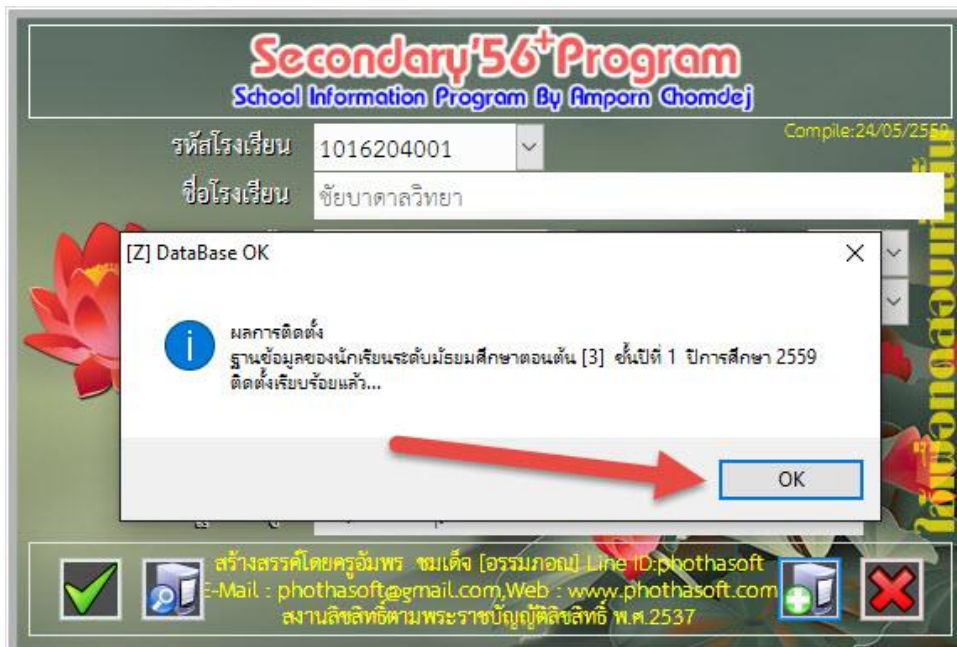 Secondary'56+Program
School Information Program By Amporn Chomdej
Compile:24/05/2559
รหัสโรงเรียน 1016204001
ชื่อโรงเรียน ชัยบาดาลวิทยา
[Z] DataBase OK
ผลการติดตั้ง
ฐานข้อมูลของนักเรียนระดับมัธยมศึกษาตอนต้น [3] ชั้นปีที่ 1 ปีการศึกษา 2559
ติดตั้งเรียบร้อยแล้ว...
OK
สร้างสรรค์โดยครูอัมพร ชมเด็จ [อรรมภอณ] Line ID:phothasoft
E-Mail : phothasoft@gmail.com,Web : www.phothasoft.com
สงานลิขสิทธิ์ตามพระราชบัญญัติลิขสิทธิ์ พ.ศ.2537